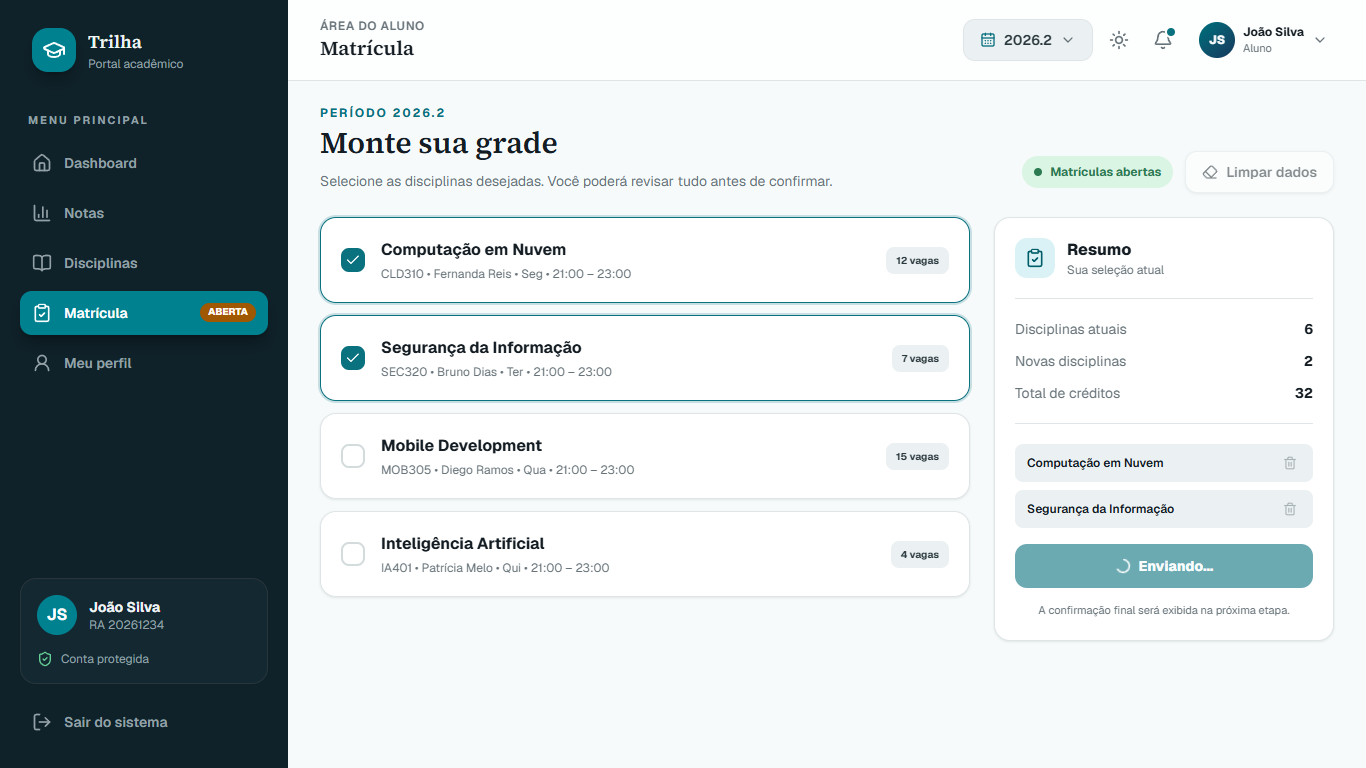 Trilha
Portal acadêmico
MENU PRINCIPAL
Dashboard
Notas
Disciplinas
Matrícula
ABERTA
Meu perfil
JS
João Silva
RA 20261234
Conta protegida
Sair do sistema
ÁREA DO ALUNO
Matrícula
2026.2
JS
João Silva
Aluno
PERÍODO 2026.2
Monte sua grade
Selecione as disciplinas desejadas. Você poderá revisar tudo antes de confirmar.
Matrículas abertas
Limpar dados
Computação em Nuvem
CLD310 • Fernanda Reis • Seg • 21:00 – 23:00
12 vagas
Segurança da Informação
SEC320 • Bruno Dias • Ter • 21:00 – 23:00
7 vagas
Mobile Development
MOB305 • Diego Ramos • Qua • 21:00 – 23:00
15 vagas
Inteligência Artificial
IA401 • Patrícia Melo • Qui • 21:00 – 23:00
4 vagas
Resumo
Sua seleção atual
Disciplinas atuais 6
Novas disciplinas 2
Total de créditos 32
Computação em Nuvem
Segurança da Informação
Enviando...
A confirmação final será exibida na próxima etapa.